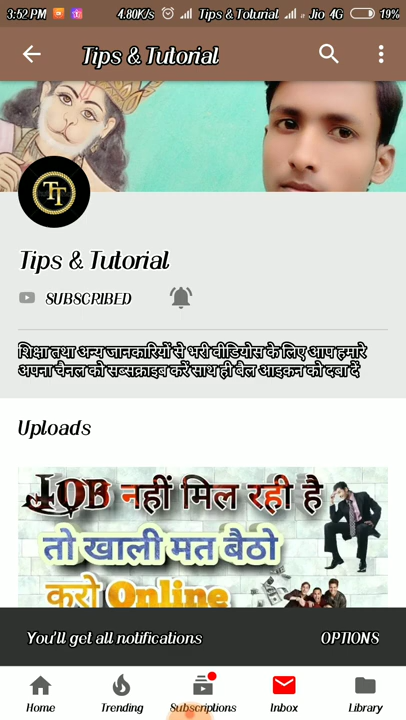 3:52 PM 4.80K/s Tips & Toturial Jio 4G 19%
Tips & Tutorial
TT
Tips & Tutorial
SUBSCRIBED
शिक्षा तथा अन्य जानकारियों से भरी वीडियोस के लिए आप हमारे
अपना चैनल को सब्सक्राइब करें साथ ही बैल आइकन को दबा दें
Uploads
JOB नहीं मिल रही है
तो खाली मत बैठो
करो Online
You'll get all notifications OPTIONS
Home Trending Subscriptions Inbox Library